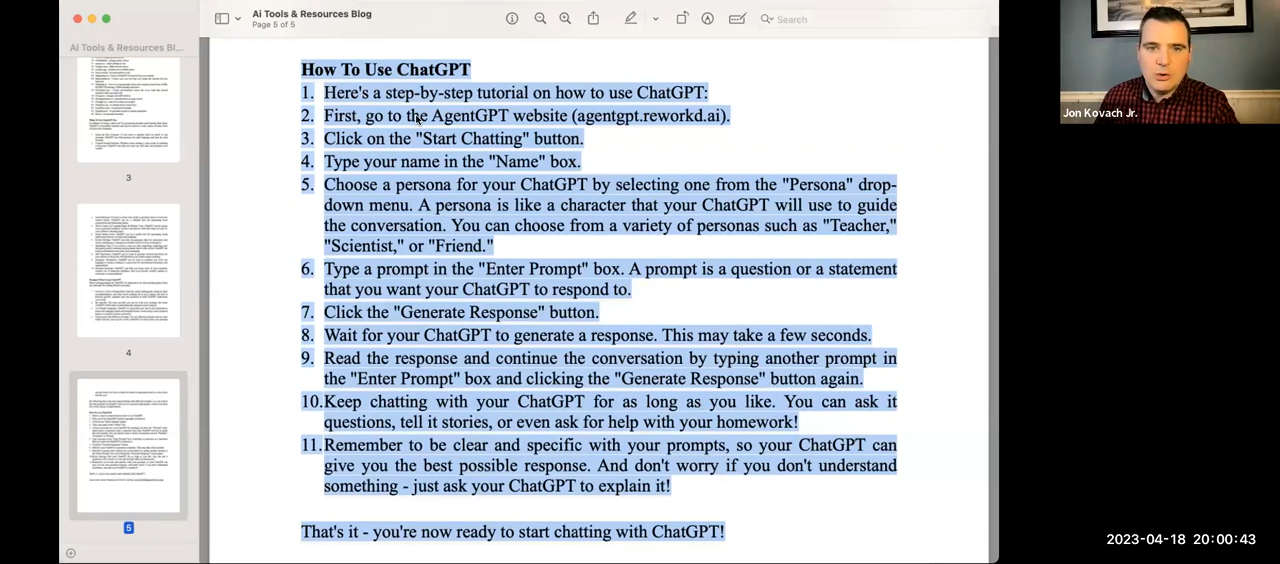 Ai Tools & Resources Blog
Page 5 of 5
Search
Ai Tools & Resources Bl...
3
4
5
How To Use ChatGPT
1. Here's a step-by-step tutorial on how to use ChatGPT:
2. First, go to the AgentGPT website (agentgpt.reworkd.ai).
3. Click on the "Start Chatting" button.
4. Type your name in the "Name" box.
5. Choose a persona for your ChatGPT by selecting one from the "Persona" drop-
down menu. A persona is like a character that your ChatGPT will use to guide
its responses. You can choose from a variety of personas, such as "Teacher,"
"Scientist," or "Friend."
6. Type a prompt in the "Enter Prompt" box. A prompt is a question or a statement
that you want your ChatGPT to respond to.
7. Click the "Generate Response" button.
8. Wait for your ChatGPT to generate a response. This may take a few seconds.
9. Read the response and continue the conversation by typing another prompt in
the "Enter Prompt" box and clicking the "Generate Response" button again.
10. Keep chatting with your ChatGPT for as long as you like. You can ask it
questions, tell it stories, or even ask for help with your homework!
11. Remember to be clear and specific with your prompts, so your ChatGPT can
give you the best possible response. And don't worry if you don't understand
something - just ask your ChatGPT to explain it!
That's it - you're now ready to start chatting with ChatGPT!
Jon Kovach Jr.
2023-04-18 20:00:43